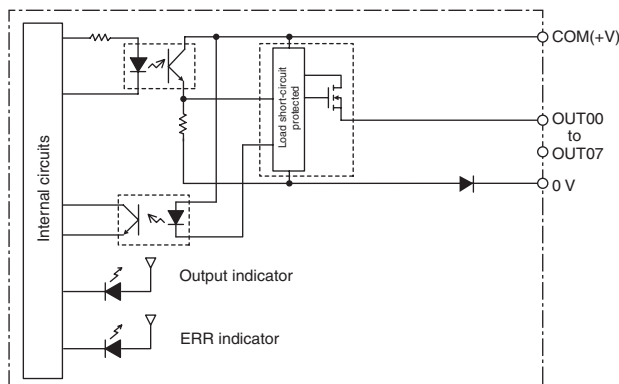 COM(+V)
Load short-circuit
protected
OUT00
to
OUT07
0 V
Internal circuits
Output indicator
ERR indicator